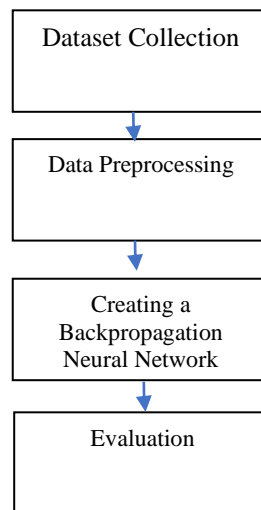 Dataset Collection
Data Preprocessing
Creating a
Backpropagation
Neural Network
Evaluation